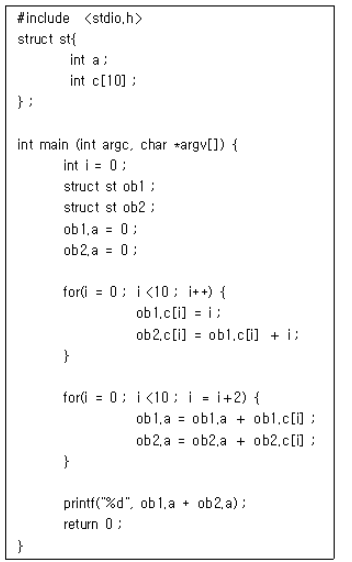 #include <stdio.h>
struct st{
int a ;
int c[10] ;
} ;
int main (int argc, char *argv[]) {
int i = 0 ;
struct st ob1 ;
struct st ob2 ;
ob1.a = 0 ;
ob2.a = 0 ;
for(i = 0 ; i <10 ; i++) {
ob1.c[i] = i ;
ob2.c[i] = ob1.c[i] + i ;
}
for(i = 0 ; i <10 ; i = i+2) {
ob1.a = ob1.a + ob1.c[i] ;
ob2.a = ob2.a + ob2.c[i] ;
}
printf("%d", ob1.a + ob2.a) ;
return 0 ;
}